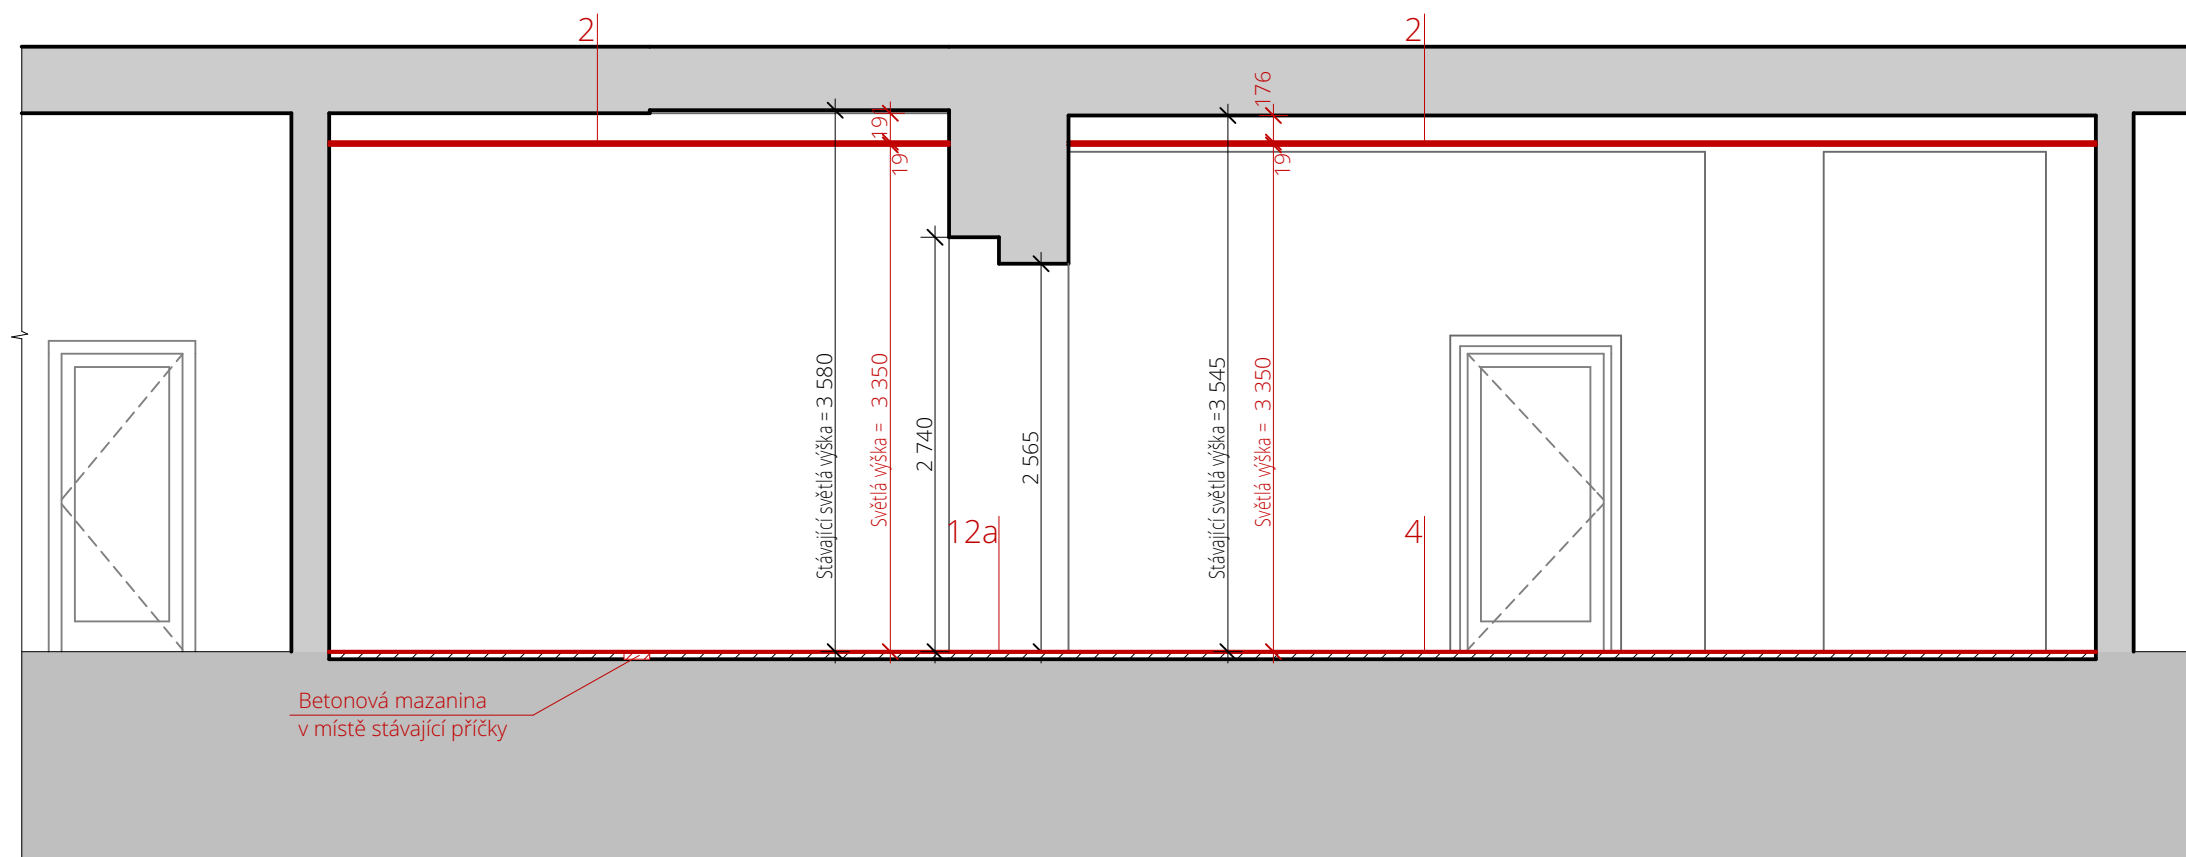 2
2
176
19
19
191
Stávající světlá výška = 3 580
Světlá výška = 3 350
2 740
2 565
Stávající světlá výška =3 545
Světlá výška = 3 350
12a
4
Betonová mazanina
v místě stávající příčky